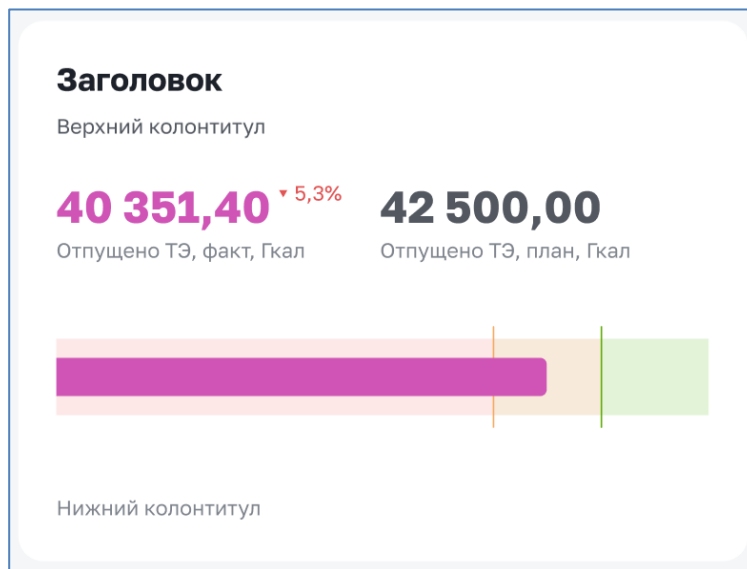 Заголовок
Верхний колонтитул
40 351,40 ▼ 5,3% 42 500,00
Отпущено ТЭ, факт, Гкал Отпущено ТЭ, план, Гкал
Нижний колонтитул